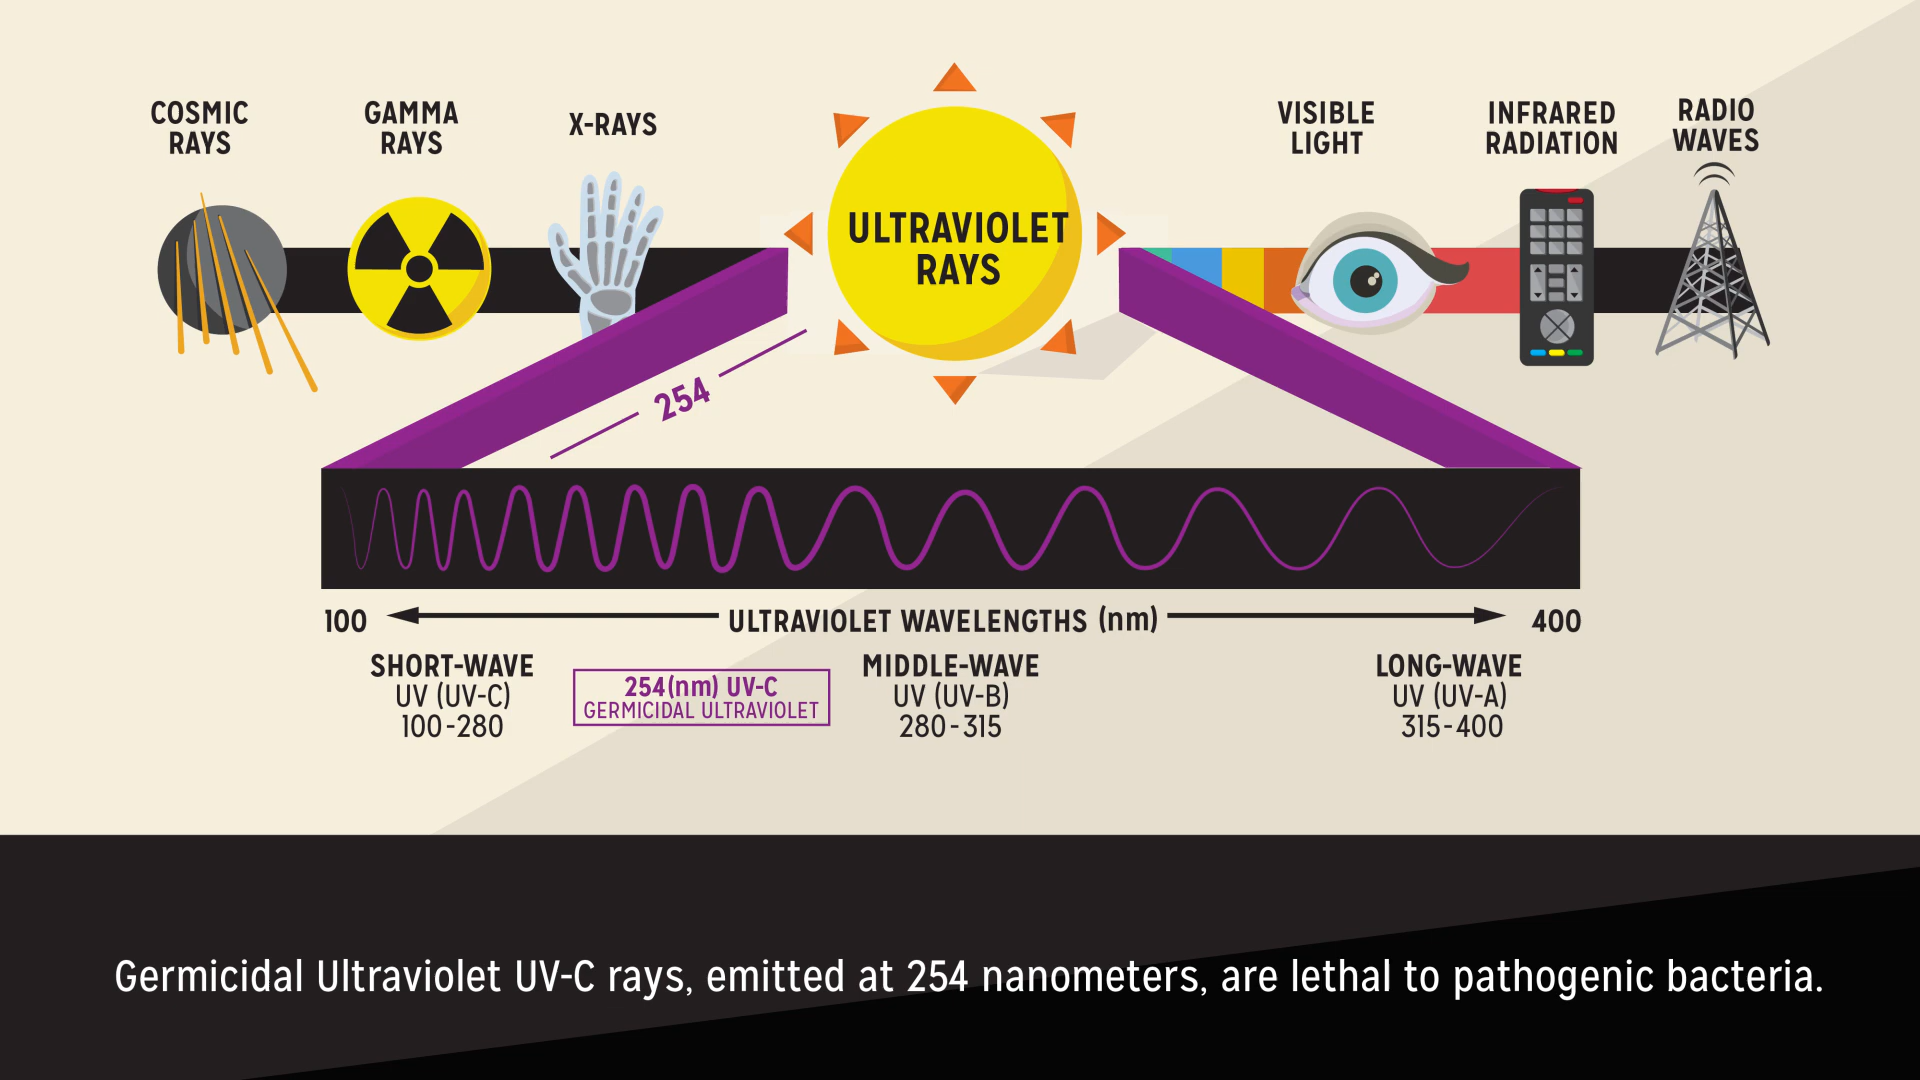 COSMIC
RAYS
GAMMA
RAYS
X-RAYS
ULTRAVIOLET
RAYS
VISIBLE
LIGHT
INFRARED
RADIATION
RADIO
WAVES
254
100
ULTRAVIOLET WAVELENGTHS (nm)
400
SHORT-WAVE
UV (UV-C)
100-280
254(nm) UV-C
GERMICIDAL ULTRAVIOLET
MIDDLE-WAVE
UV (UV-B)
280-315
LONG-WAVE
UV (UV-A)
315-400
Germicidal Ultraviolet UV-C rays, emitted at 254 nanometers, are lethal to pathogenic bacteria.